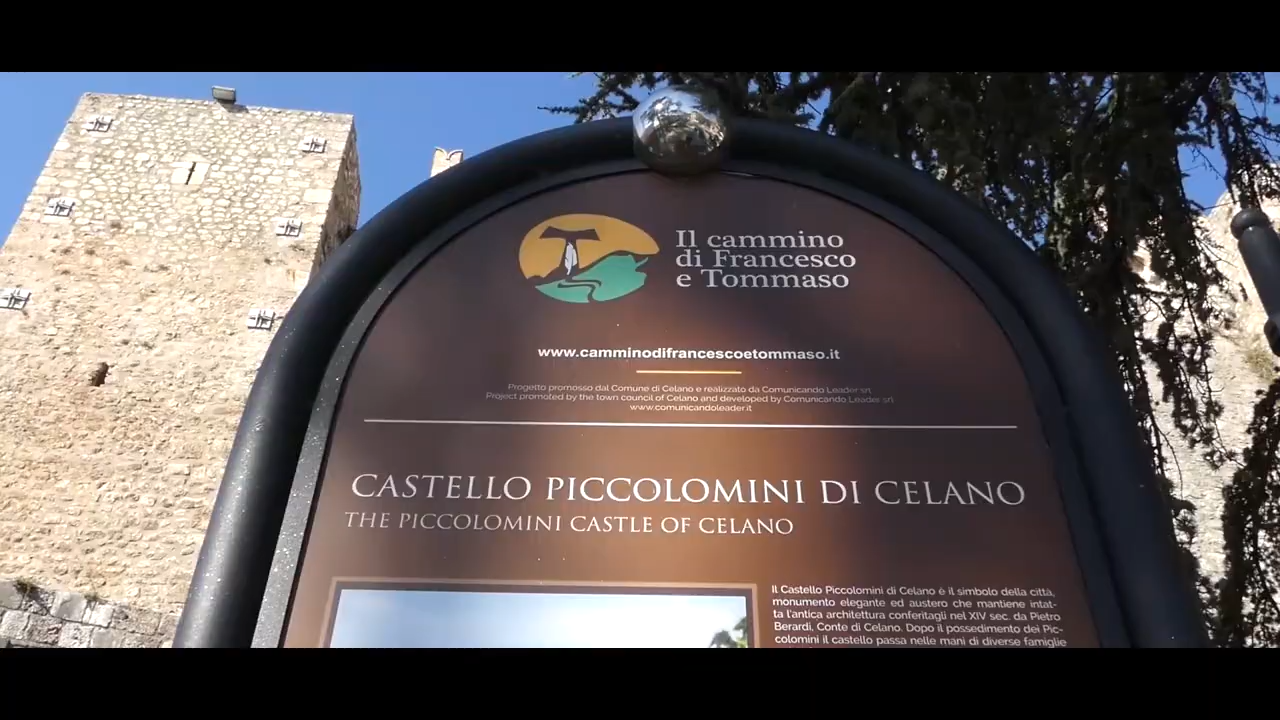 Il cammino
di Francesco
e Tommaso
www.camminodifrancescoetommaso.it
Progetto promosso dal Comune di Celano e realizzato da Comunicando Leader srl
Project promoted by the town council of Celano and developed by Comunicando Leader srl
www.comunicandoleader.it
CASTELLO PICCOLOMINI DI CELANO
THE PICCOLOMINI CASTLE OF CELANO
Il Castello Piccolomini di Celano è il simbolo della città,
monumento elegante ed austero che mantiene intat-
ta l'antica architettura conferitagli nel XIV sec. da Pietro
Berardi, Conte di Celano. Dopo il possedimento dei Pic-
colomini il castello passa nelle mani di diverse famiglie